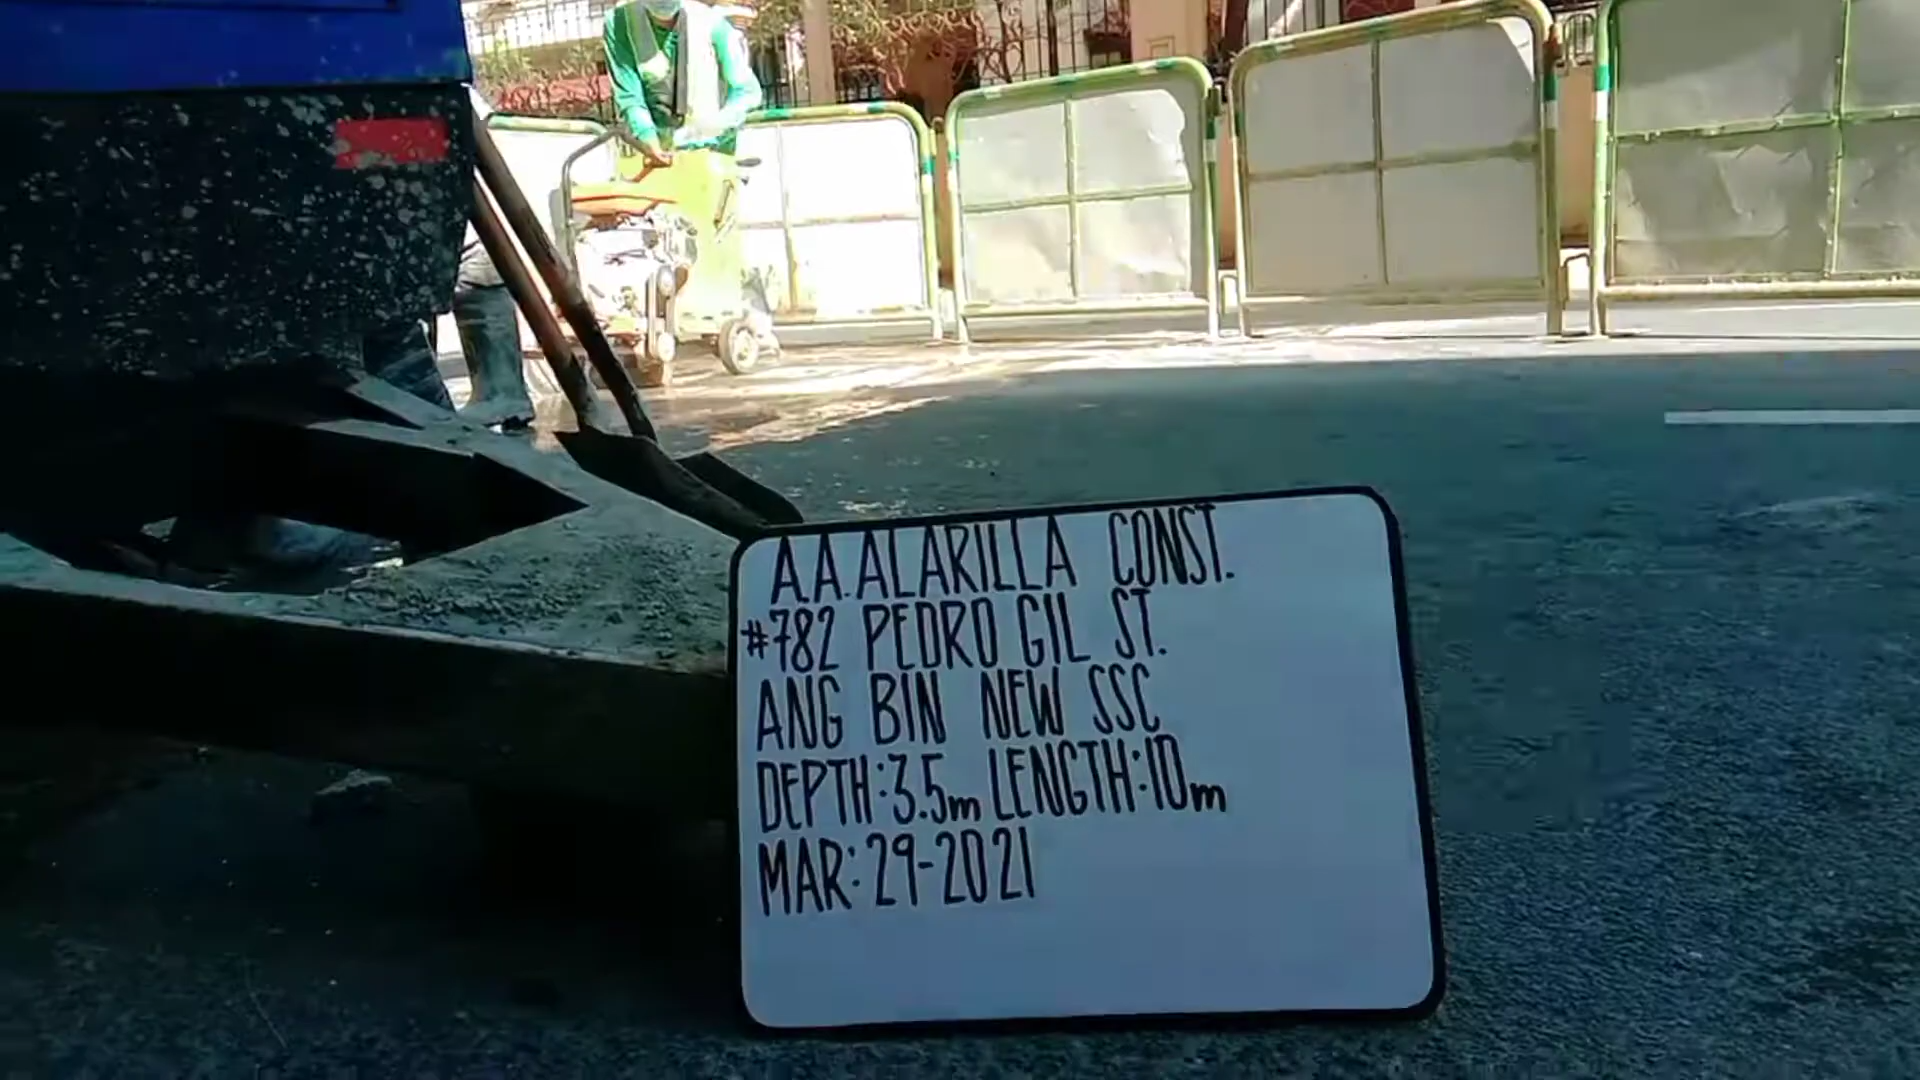 A.A.ALARILLA CONST.
#782 PEDRO GIL ST.
ANG BIN NEW SSC
DEPTH:3.5m LENGTH:10m
MAR:29-2021